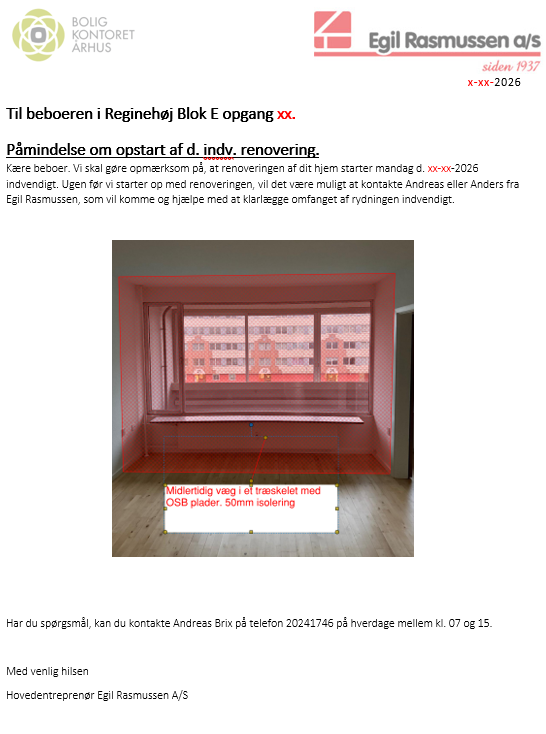 BOLIG
KONTORET
ÅRHUS
Egil Rasmussen a/s
siden 1937
x-xx-2026
Til beboeren i Reginehøj Blok E opgang xx.
Påmindelse om opstart af d. indv. renovering.
Kære beboer. Vi skal gøre opmærksom på, at renoveringen af dit hjem starter mandag d. xx-xx-2026
indvendigt. Ugen før vi starter op med renoveringen, vil det være muligt at kontakte Andreas eller Anders fra
Egil Rasmussen, som vil komme og hjælpe med at klarlægge omfanget af rydningen indvendigt.
Midlertidig væg i et træskelet med
OSB plader. 50mm isolering
Har du spørgsmål, kan du kontakte Andreas Brix på telefon 20241746 på hverdage mellem kl. 07 og 15.
Med venlig hilsen
Hovedentreprenør Egil Rasmussen A/S